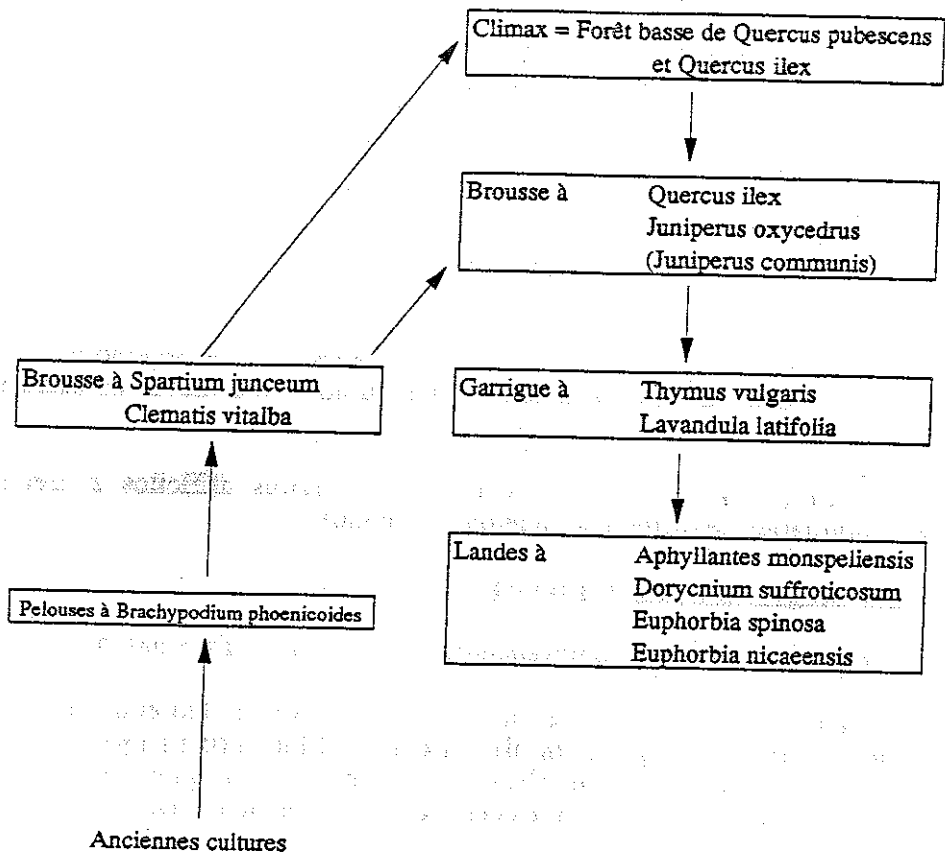 Climax = Forêt basse de Quercus pubescens
et Quercus ilex
Brousse à Quercus ilex
Juniperus oxycedrus
(Juniperus communis)
Brousse à Spartium junceum
Clematis vitalba
Garrigue à Thymus vulgaris
Lavandula latifolia
Landes à Aphyllantes monspeliensis
Dorycnium suffroticosum
Euphorbia spinosa
Euphorbia nicaeensis
Pelouses à Brachypodium phoenicoides
Anciennes cultures